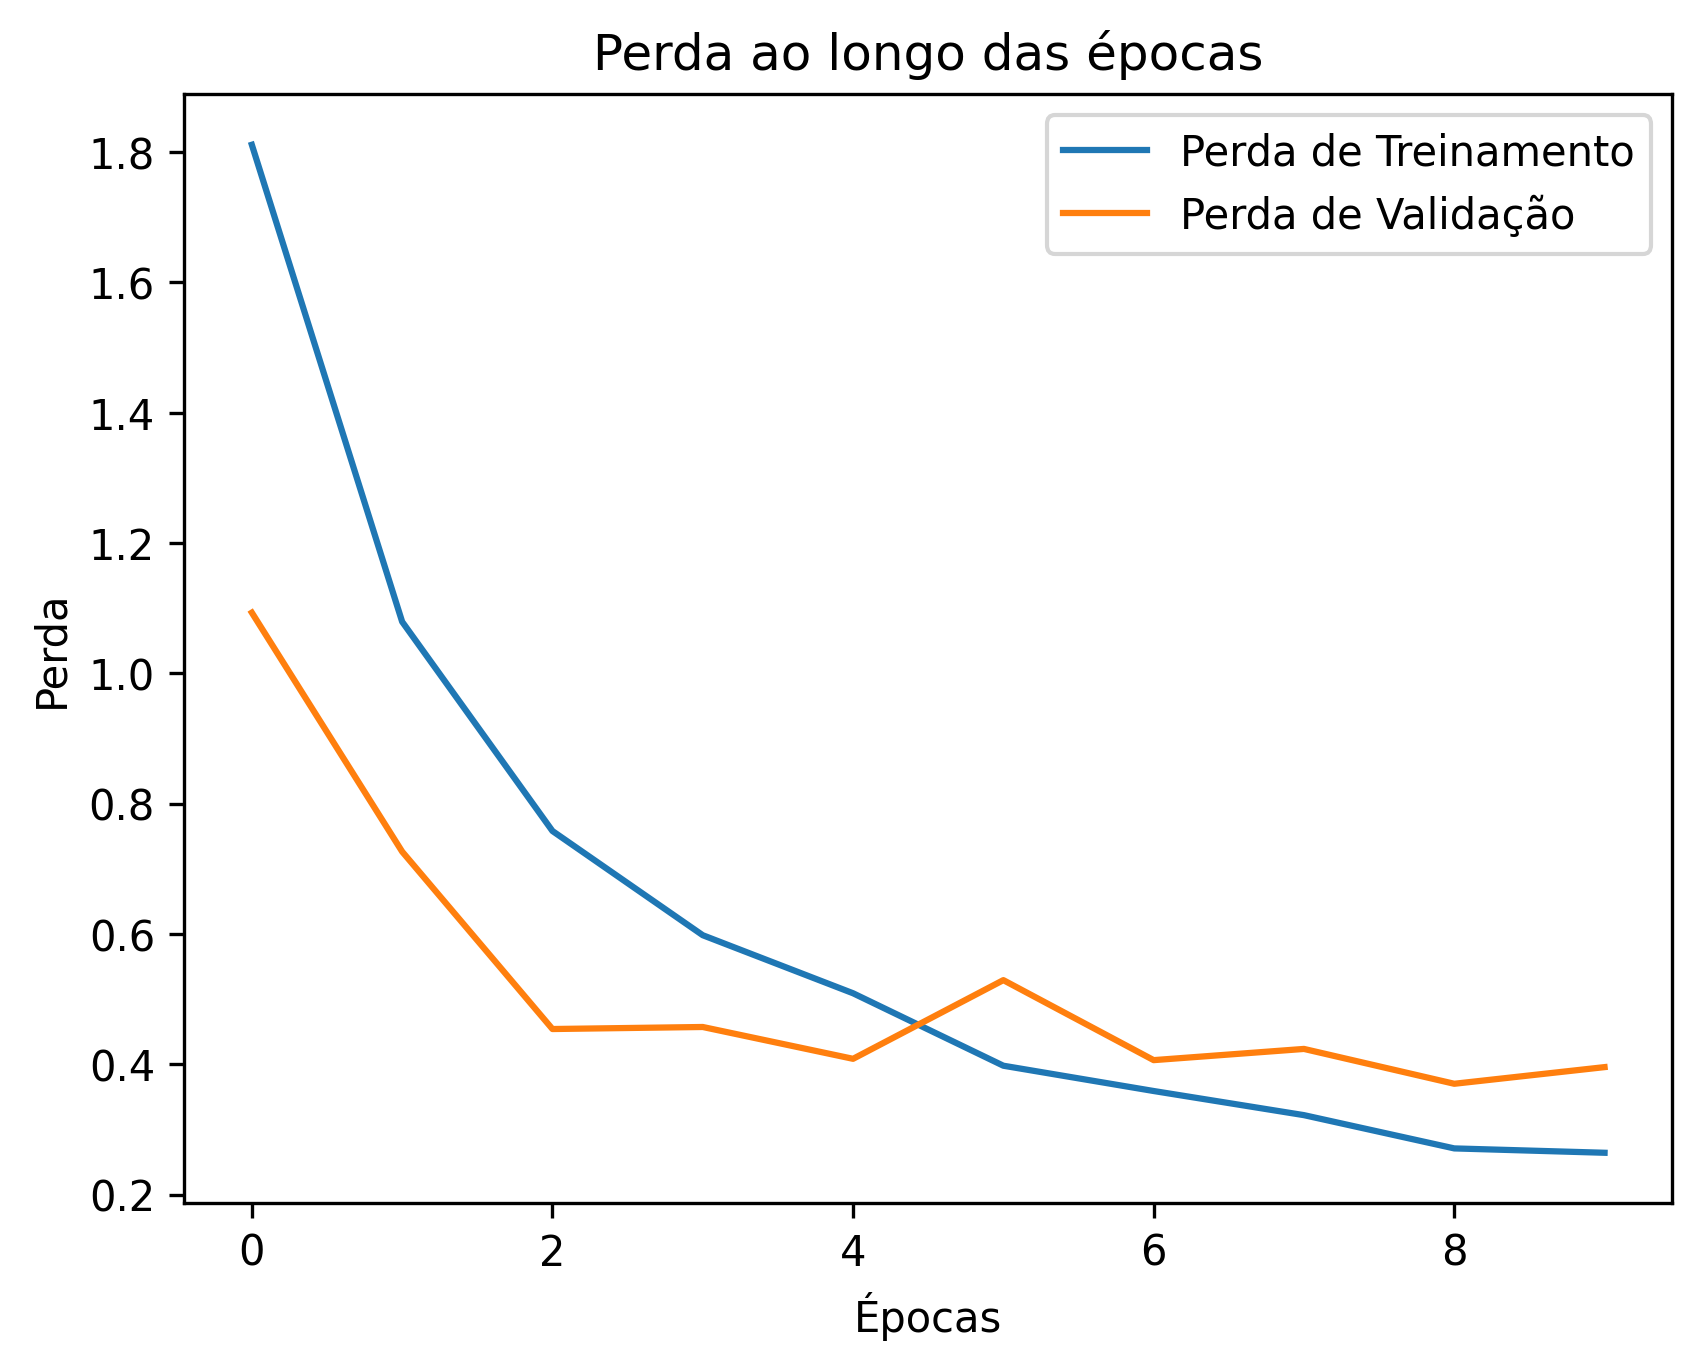 Perda ao longo das épocas
Perda de Treinamento
Perda de Validação
1.8
1.6
1.4
1.2
1.0
0.8
0.6
0.4
0.2
Perda
0 2 4 6 8
Épocas